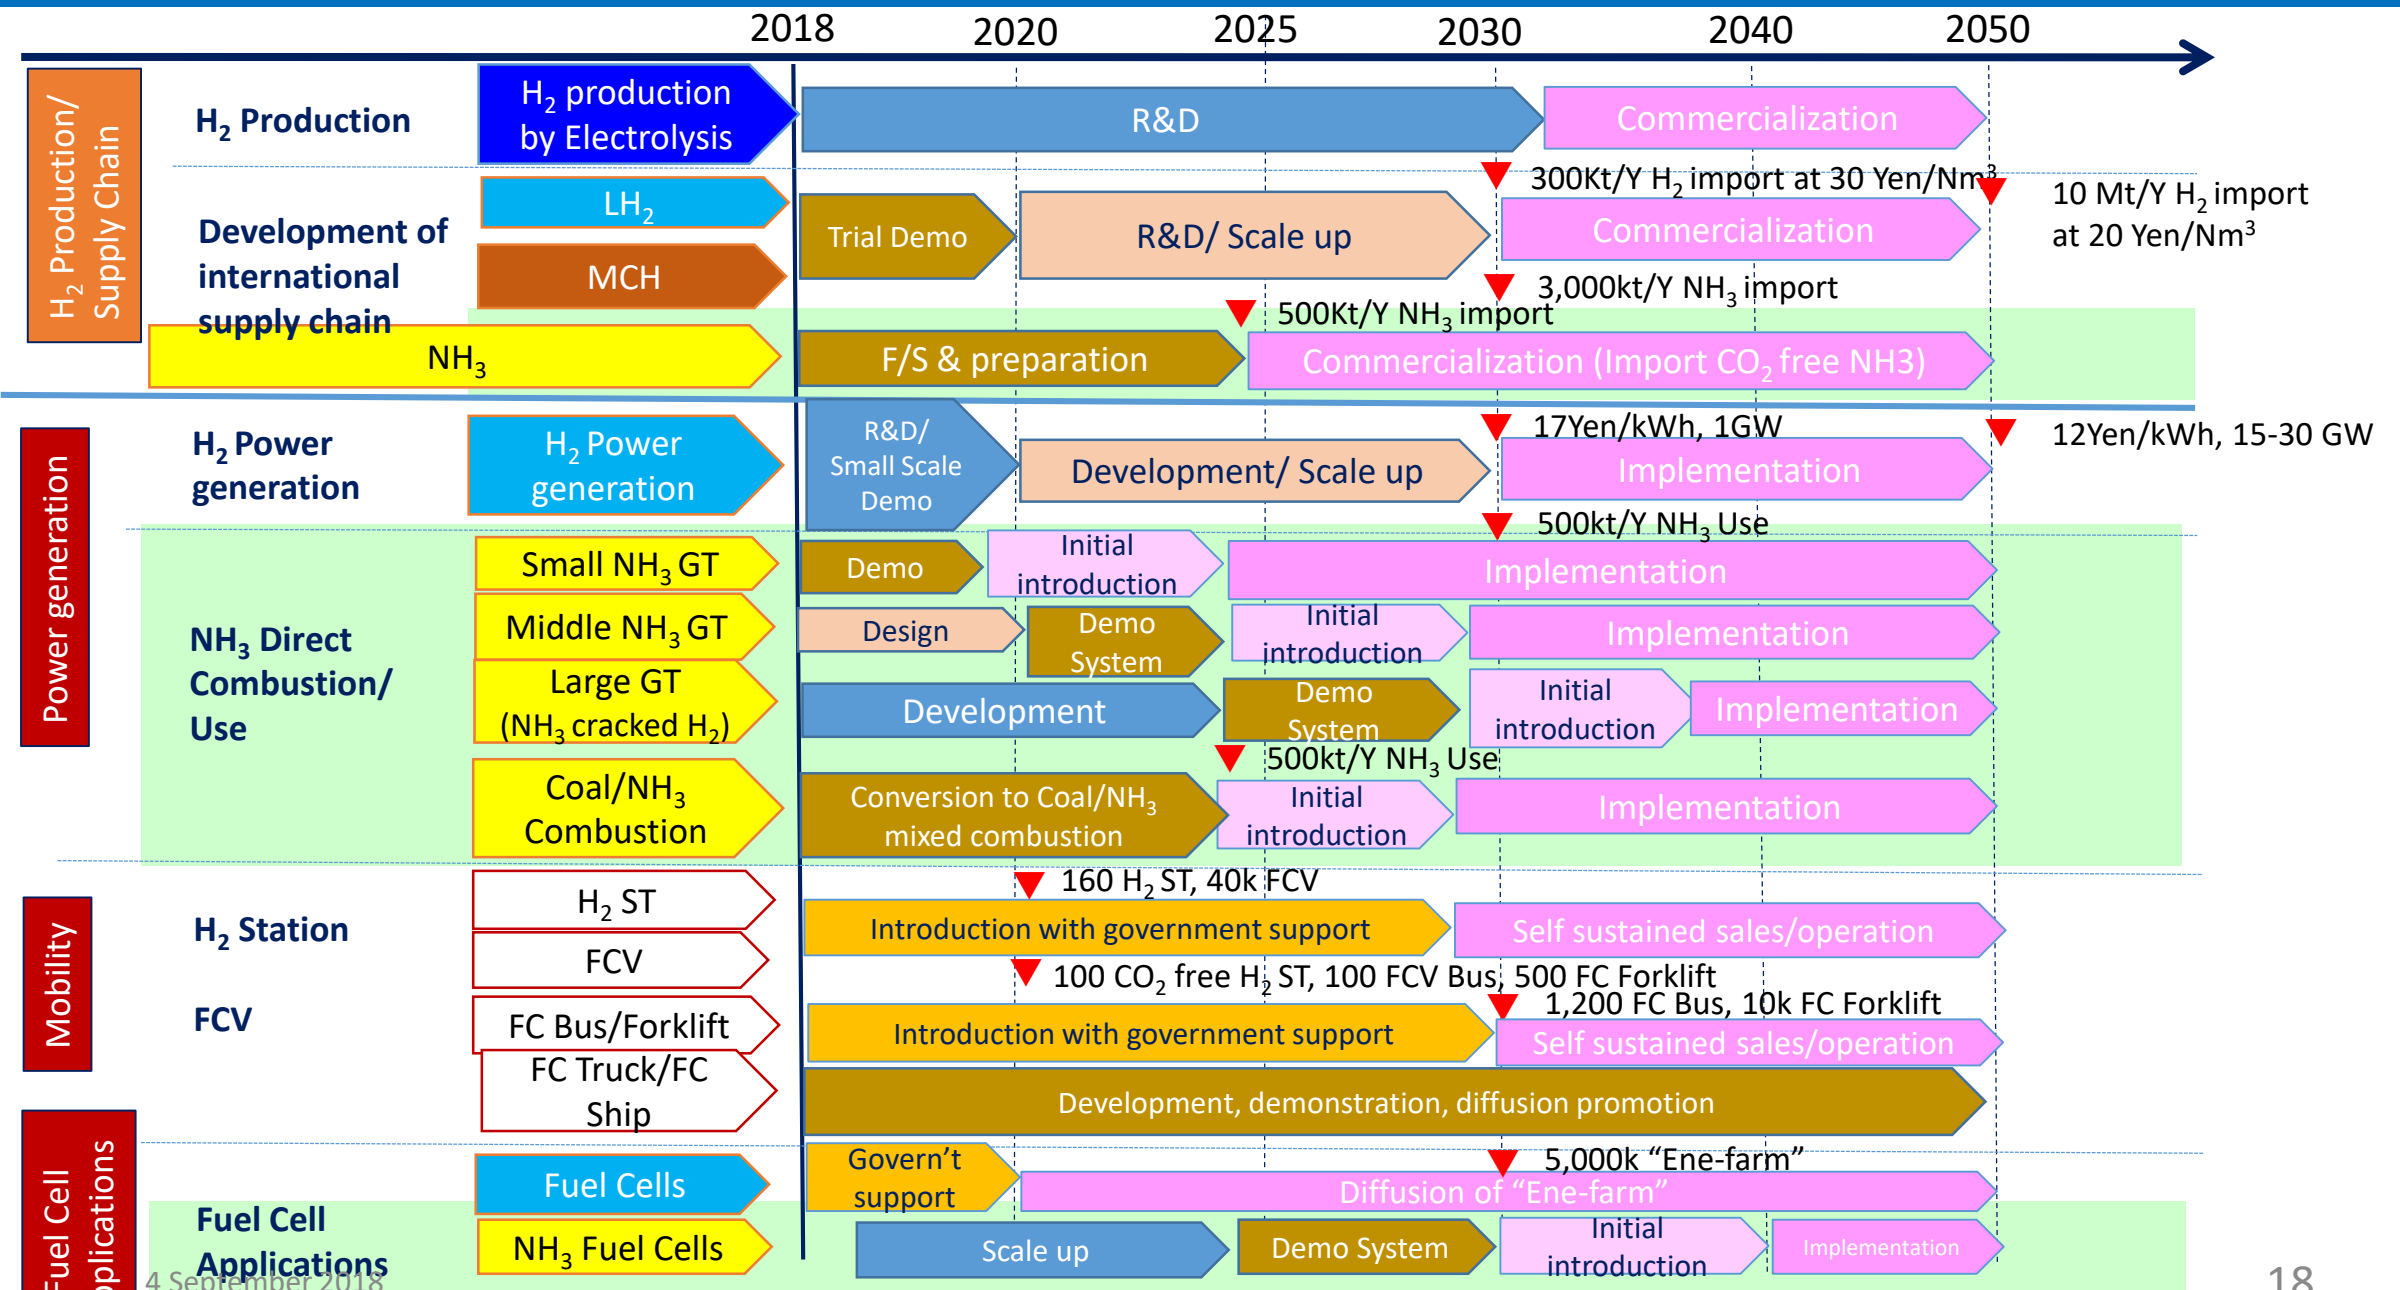 2018 2020 2025 2030 2040 2050
H2 Production/
Supply Chain
H2 Production
H2 production
by Electrolysis
R&D
Commercialization
300Kt/Y H2 import at 30 Yen/Nm3
10 Mt/Y H2 import
at 20 Yen/Nm3
Development of
international
supply chain
LH2
MCH
Trial Demo
R&D/ Scale up
Commercialization
3,000kt/Y NH3 import
500Kt/Y NH3 import
NH3
F/S & preparation
Commercialization (Import CO2 free NH3)
Power generation
H2 Power
generation
H2 Power
generation
R&D/
Small Scale
Demo
Development/ Scale up
17Yen/kWh, 1GW
Implementation
12Yen/kWh, 15-30 GW
500kt/Y NH3 Use
NH3 Direct
Combustion/
Use
Small NH3 GT
Demo
Initial
introduction
Implementation
Middle NH3 GT
Design
Demo
System
Initial
introduction
Implementation
Large GT
(NH3 cracked H2)
Development
Demo
System
Initial
introduction
Implementation
500kt/Y NH3 Use
Coal/NH3
Combustion
Conversion to Coal/NH3
mixed combustion
Initial
introduction
Implementation
Mobility
H2 Station
FCV
H2 ST
160 H2 ST, 40k FCV
Introduction with government support
Self sustained sales/operation
FCV
100 CO2 free H2 ST, 100 FCV Bus, 500 FC Forklift
1,200 FC Bus, 10k FC Forklift
FC Bus/Forklift
Introduction with government support
Self sustained sales/operation
FC Truck/FC
Ship
Development, demonstration, diffusion promotion
Fuel Cell
pplications
Fuel Cell
Applications
Fuel Cells
Govern't
support
5,000k “Ene-farm”
Diffusion of “Ene-farm”
NH3 Fuel Cells
Scale up
Demo System
Initial
introduction
Implementation
4 September 2018
18